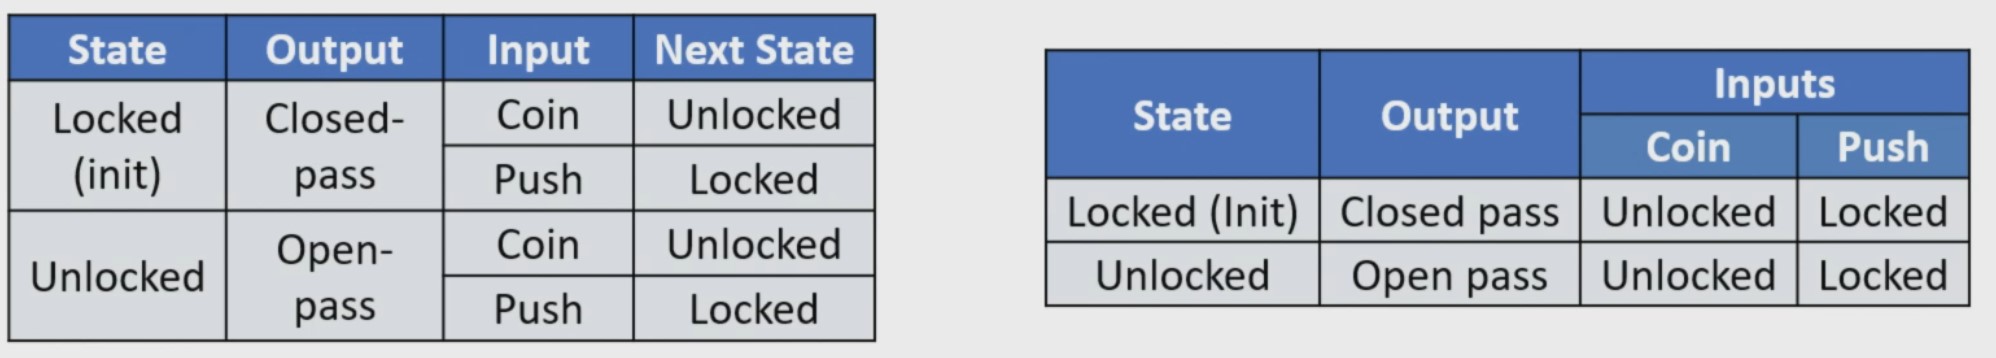 State Output Input Next State
Locked (init) Closed-pass Coin Unlocked
Push Locked
Unlocked Open-pass Coin Unlocked
Push Locked
State Output Inputs
Coin Push
Locked (Init) Closed pass Unlocked Locked
Unlocked Open pass Unlocked Locked